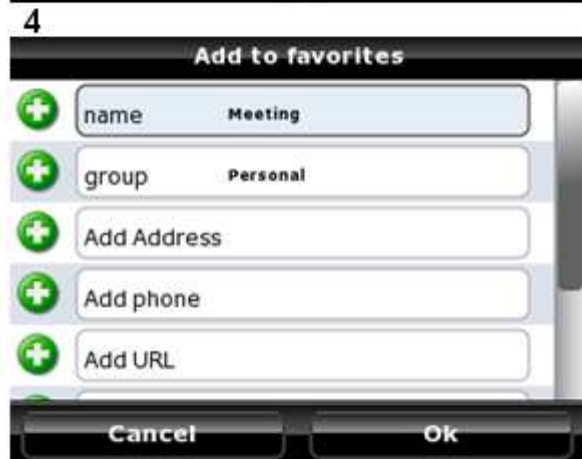 4
Add to favorites
name Meeting
group Personal
Add Address
Add phone
Add URL
Cancel Ok